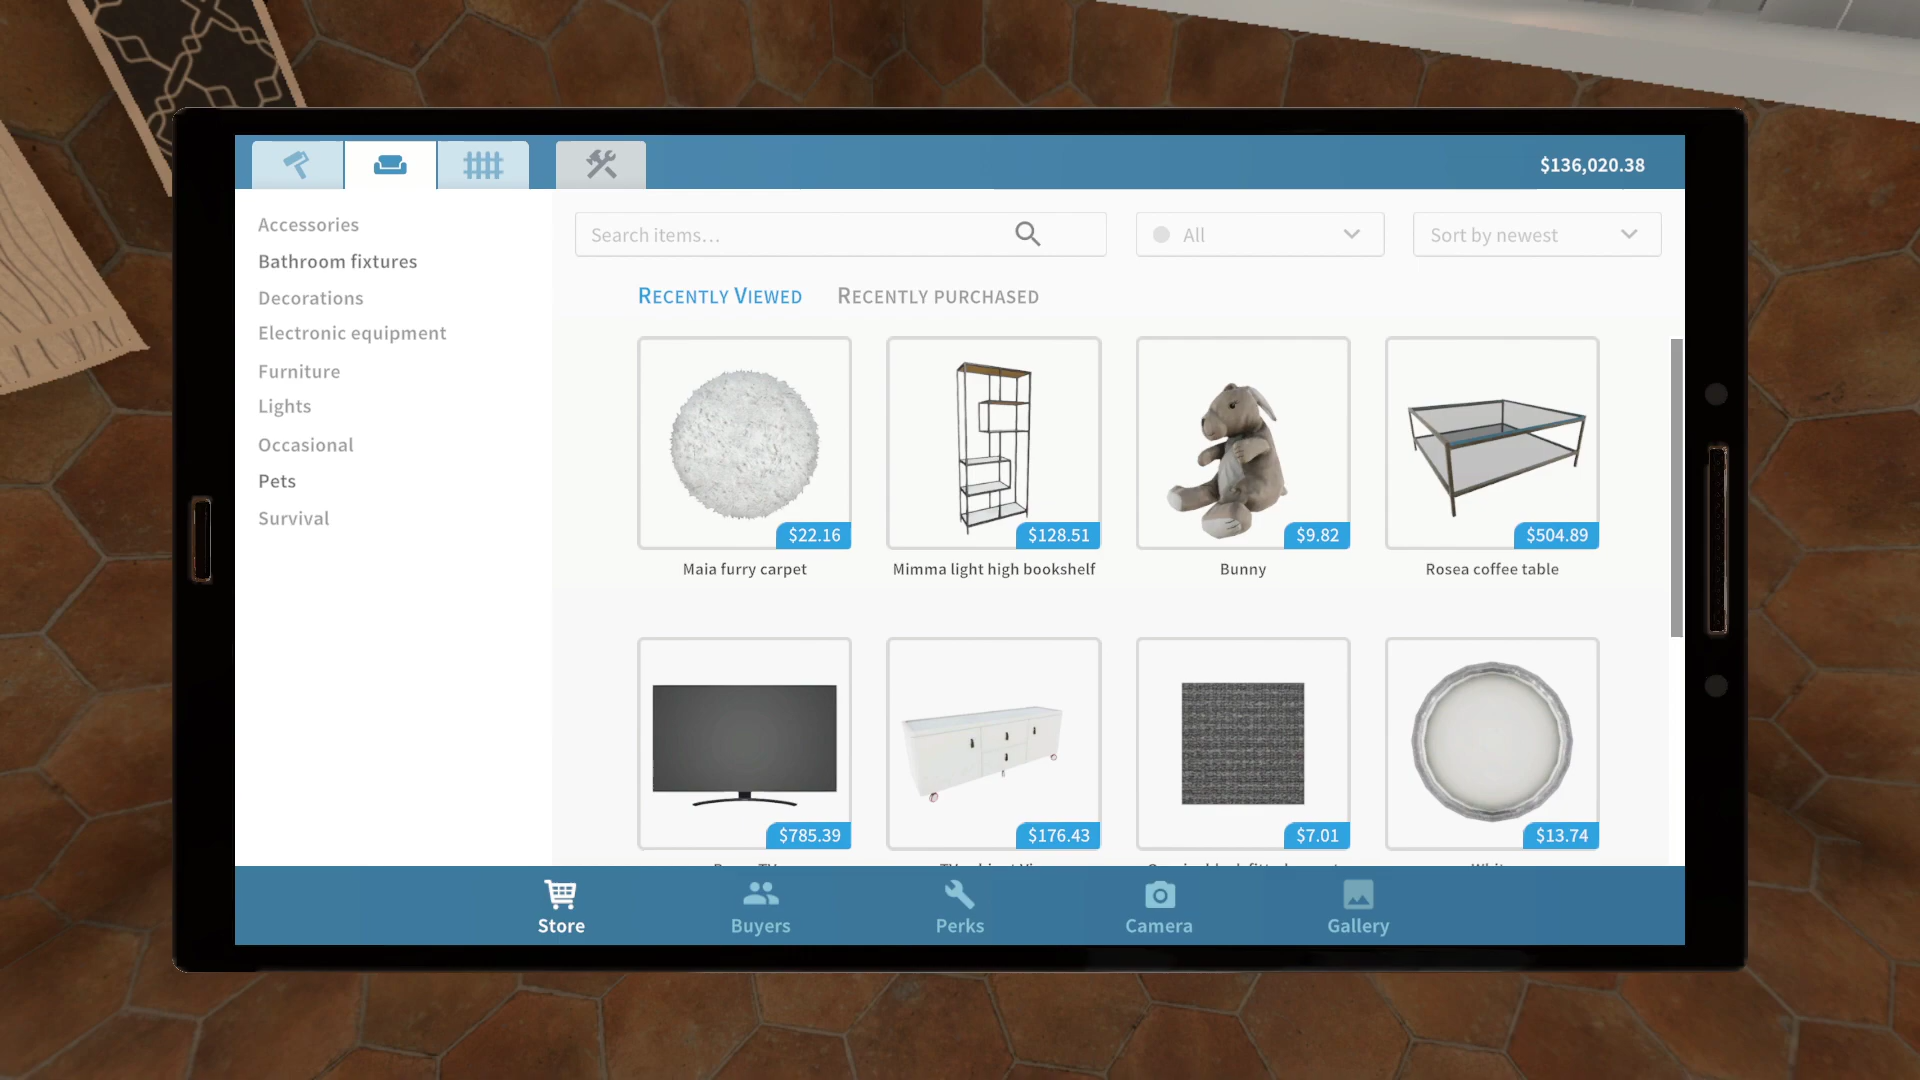 $136,020.38
Accessories
Bathroom fixtures
Decorations
Electronic equipment
Furniture
Lights
Occasional
Pets
Survival
Search items...
All
Sort by newest
RECENTLY VIEWED
RECENTLY PURCHASED
$22.16
$128.51
$9.82
$504.89
Maia furry carpet
Mimma light high bookshelf
Bunny
Rosea coffee table
$785.39
$176.43
$7.01
$13.74
Store
Buyers
Perks
Camera
Gallery